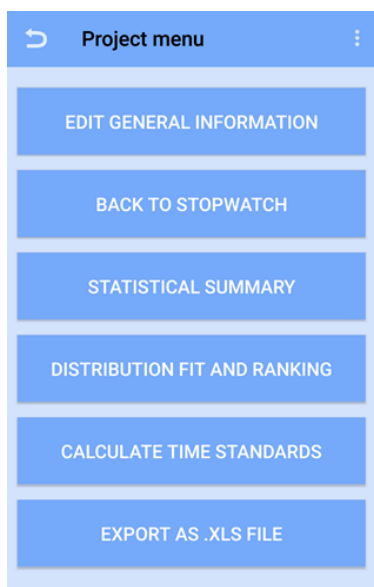 Project menu
EDIT GENERAL INFORMATION
BACK TO STOPWATCH
STATISTICAL SUMMARY
DISTRIBUTION FIT AND RANKING
CALCULATE TIME STANDARDS
EXPORT AS .XLS FILE